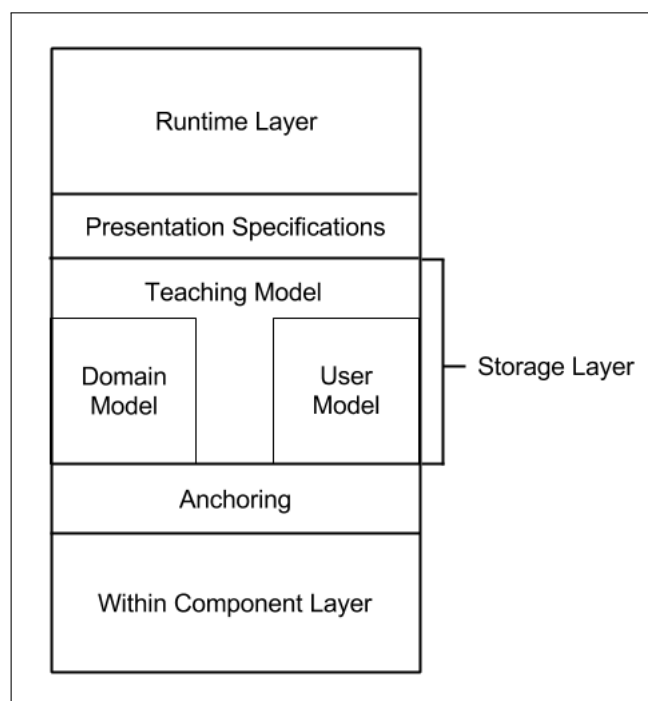 Runtime Layer
Presentation Specifications
Teaching Model
Domain
Model
User
Model
Storage Layer
Anchoring
Within Component Layer